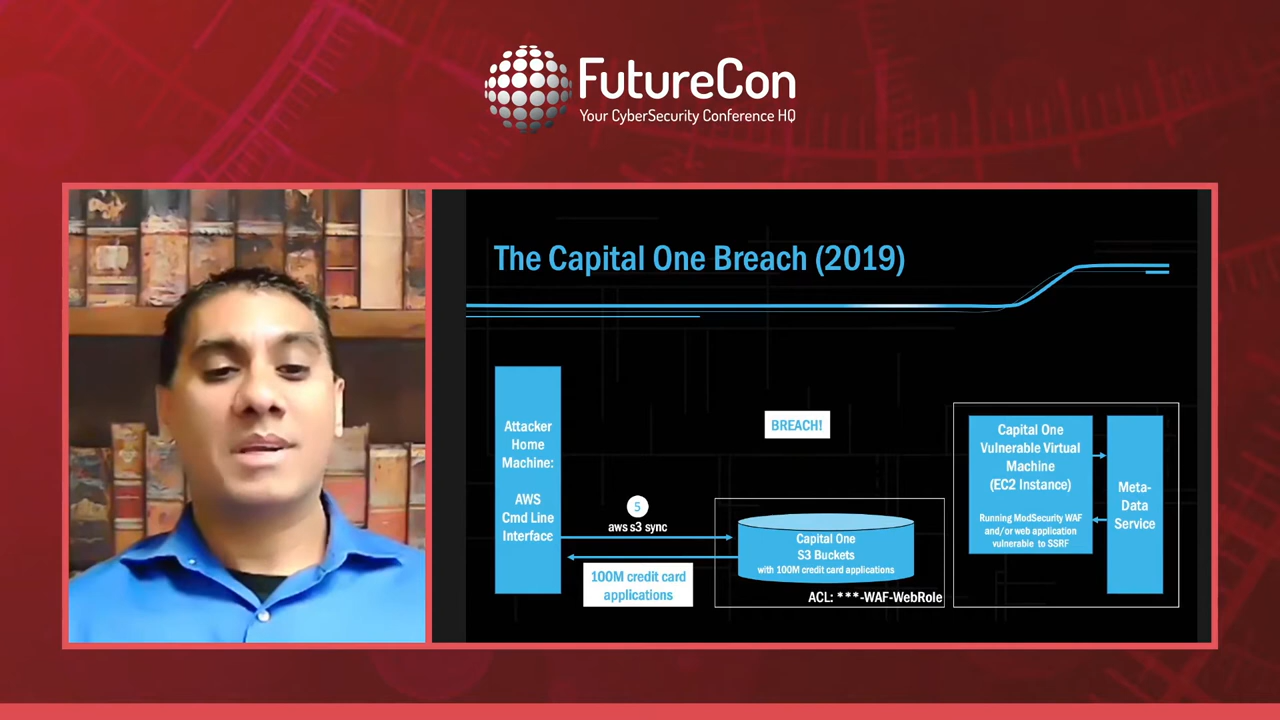 FutureCon
Your CyberSecurity Conference HQ
The Capital One Breach (2019)
Attacker
Home
Machine:
AWS
Cmd Line
Interface
5
aws s3 sync
100M credit card
applications
BREACH!
Capital One
S3 Buckets
with 100M credit card applications
ACL: ***-WAF-WebRole
Capital One
Vulnerable Virtual
Machine
(EC2 Instance)
Running ModSecurity WAF
and/or web application
vulnerable to SSRF
Meta-
Data
Service